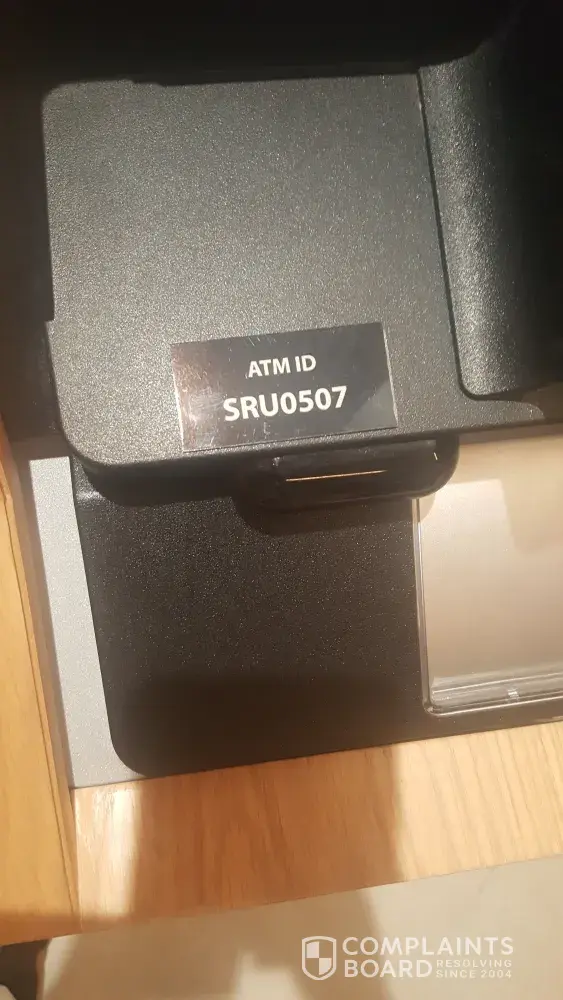 ATM ID
SRU0507
COMPLAINTS
BOARD RESOLVING
SINCE 2004